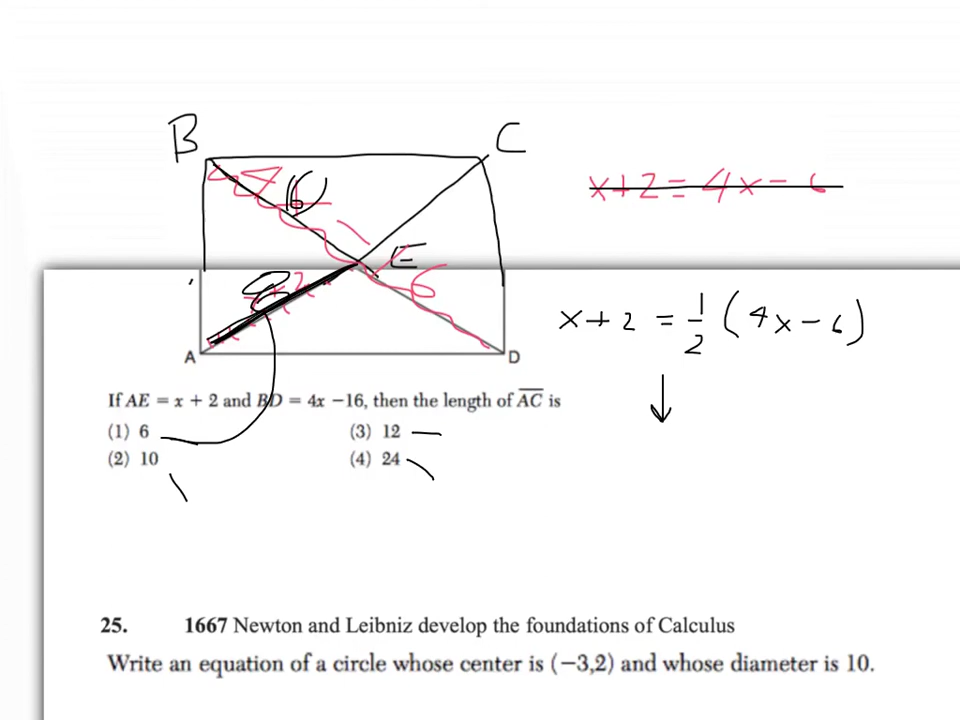 B
C
x+2 = 4x-6
E
x+2 = 1/2 (4x-6)
A
D
If AE = x + 2 and BD = 4x −16, then the length of AC is
(1) 6 (3) 12
(2) 10 (4) 24
25. 1667 Newton and Leibniz develop the foundations of Calculus
Write an equation of a circle whose center is (−3,2) and whose diameter is 10.